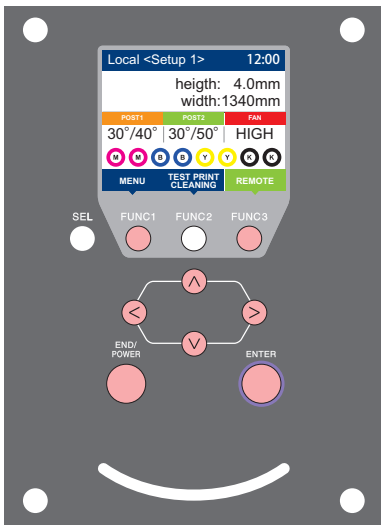 Local <Setup 1> 12:00
heigth: 4.0mm
width:1340mm
POST1 POST2 FAN
30°/40° 30°/50° HIGH
M M B B Y Y K K
MENU TEST PRINT CLEANING REMOTE
SEL FUNC1 FUNC2 FUNC3
< ∧ ∨ >
END/
POWER
ENTER